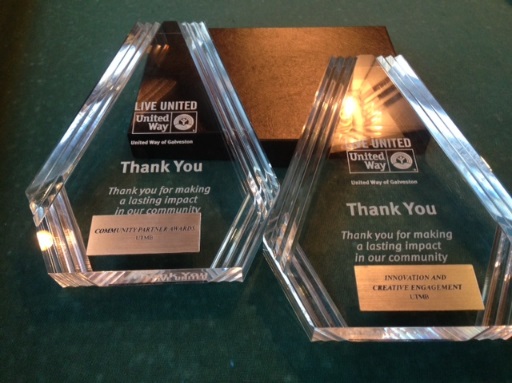 LIVE UNITED
United
Way
United Way of Galveston
Thank You
Thank you for making
a lasting impact
in our community
COMMUNITY PARTNER AWARD
UTMB
LIVE UNITED
United
Way
United Way of Galveston
Thank You
Thank you for making
a lasting impact
in our community
INNOVATION AND
CREATIVE ENGAGEMENT
UTMB